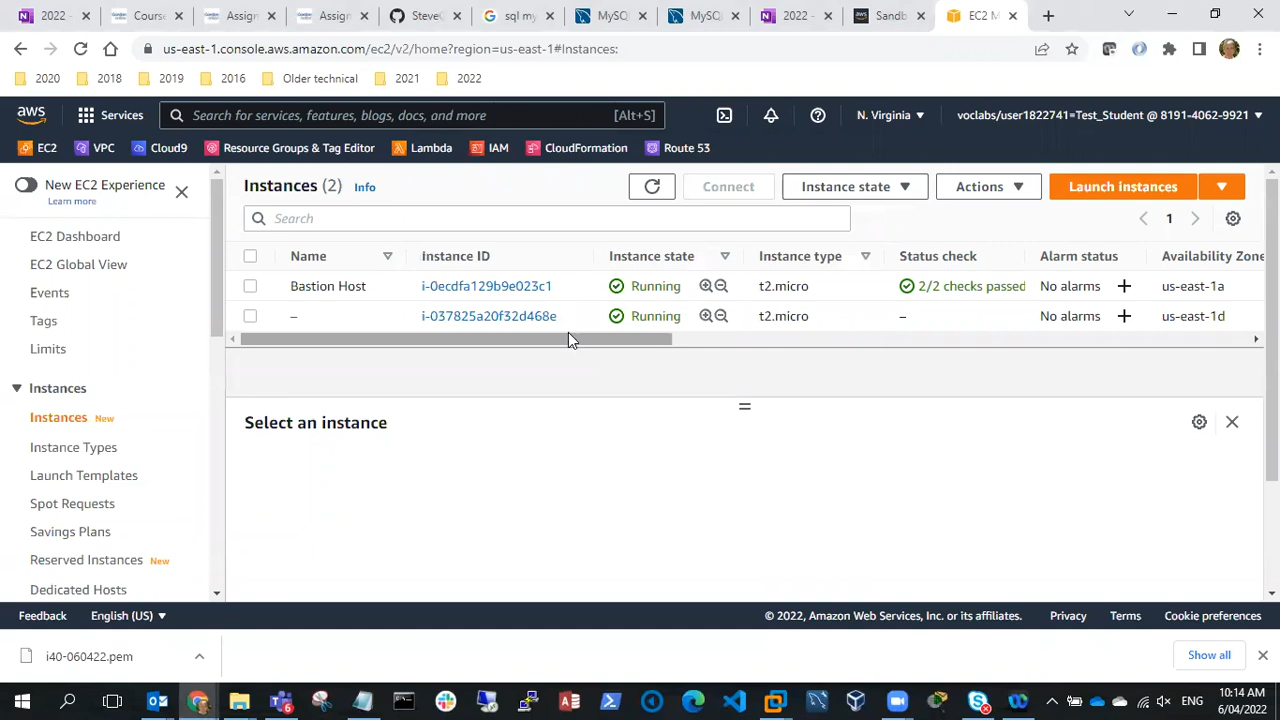 2022 -
Cour
Assig
Assig
SteveC
sql my
MySQ
MySQ
2022 -
Sandb
EC2 M
us-east-1.console.aws.amazon.com/ec2/v2/home?region=us-east-1#Instances:
2020
2018
2019
2016
Older technical
2021
2022
aws
Services
Search for services, features, blogs, docs, and more
[Alt+S]
N. Virginia
voclabs/user1822741=Test_Student @ 8191-4062-9921
EC2
VPC
Cloud9
Resource Groups & Tag Editor
Lambda
IAM
CloudFormation
Route 53
New EC2 Experience
Learn more
EC2 Dashboard
EC2 Global View
Events
Tags
Limits
Instances
Instances New
Instance Types
Launch Templates
Spot Requests
Savings Plans
Reserved Instances New
Dedicated Hosts
Instances (2) Info
Connect
Instance state
Actions
Launch instances
Search
1
Name
Instance ID
Instance state
Instance type
Status check
Alarm status
Availability Zone
Bastion Host
i-0ecdfa129b9e023c1
Running
t2.micro
2/2 checks passed
No alarms +
us-east-1a
–
i-037825a20f32d468e
Running
t2.micro
–
No alarms +
us-east-1d
Select an instance
Feedback
English (US)
© 2022, Amazon Web Services, Inc. or its affiliates.
Privacy
Terms
Cookie preferences
i40-060422.pem
Show all
ENG
10:14 AM
6/04/2022